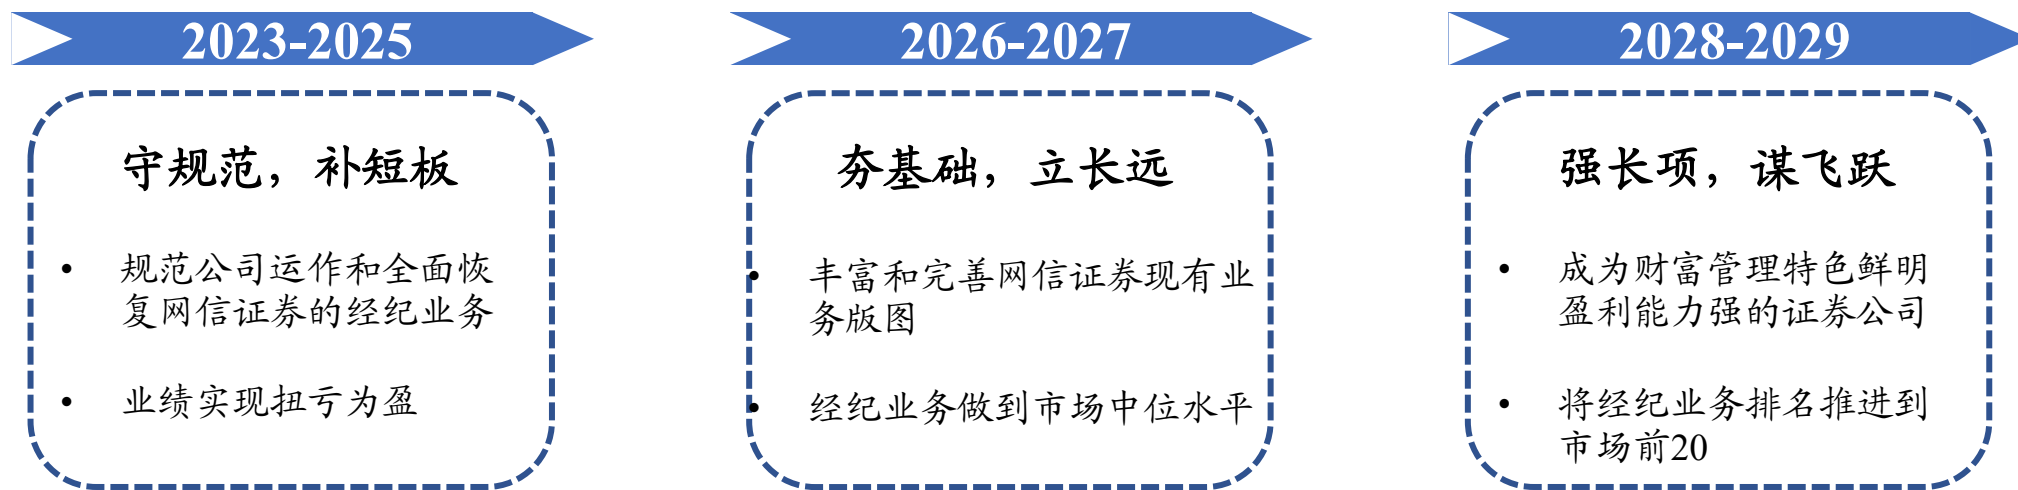 2023-2025
守规范，补短板
• 规范公司运作和全面恢
复网信证券的经纪业务
• 业绩实现扭亏为盈
2026-2027
夯基础，立长远
• 丰富和完善网信证券现有业
务版图
• 经纪业务做到市场中位水平
2028-2029
强长项，谋飞跃
• 成为财富管理特色鲜明
盈利能力强的证券公司
• 将经纪业务排名推进到
市场前20